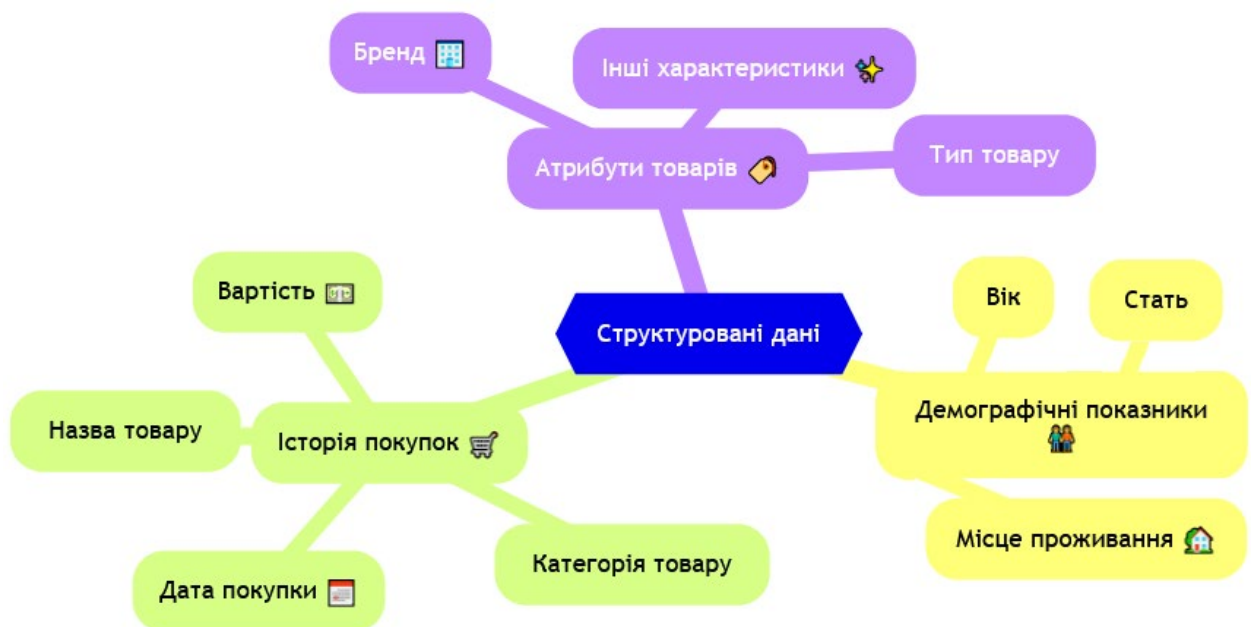 Бренд
Інші характеристики
Атрибути товарів
Тип товару
Вартість
Вік
Стать
Структуровані дані
Назва товару
Історія покупок
Демографічні показники
Дата покупки
Категорія товару
Місце проживання